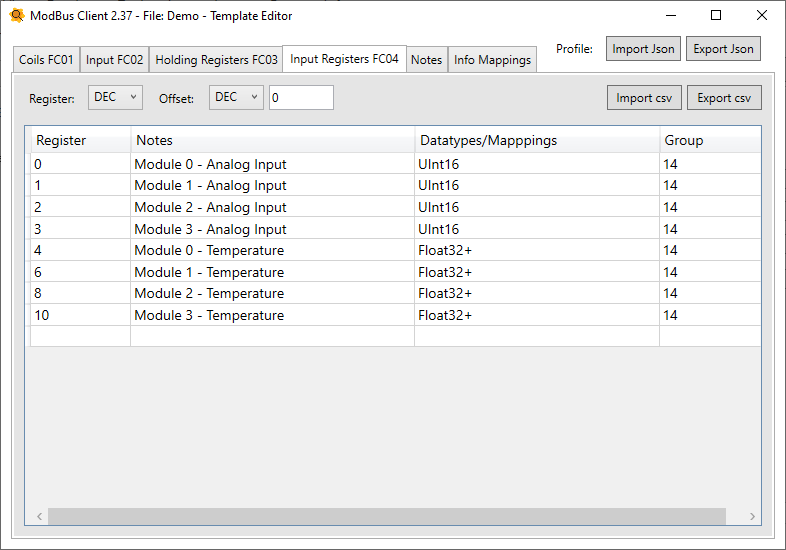 ModBus Client 2.37 - File: Demo - Template Editor
Coils FC01 Input FC02 Holding Registers FC03 Input Registers FC04 Notes Info Mappings Profile: Import Json Export Json
Register: DEC Offset: DEC 0 Import csv Export csv
Register Notes Datatypes/Mapppings Group
0 Module 0 - Analog Input UInt16 14
1 Module 1 - Analog Input UInt16 14
2 Module 2 - Analog Input UInt16 14
3 Module 3 - Analog Input UInt16 14
4 Module 0 - Temperature Float32+ 14
6 Module 1 - Temperature Float32+ 14
8 Module 2 - Temperature Float32+ 14
10 Module 3 - Temperature Float32+ 14